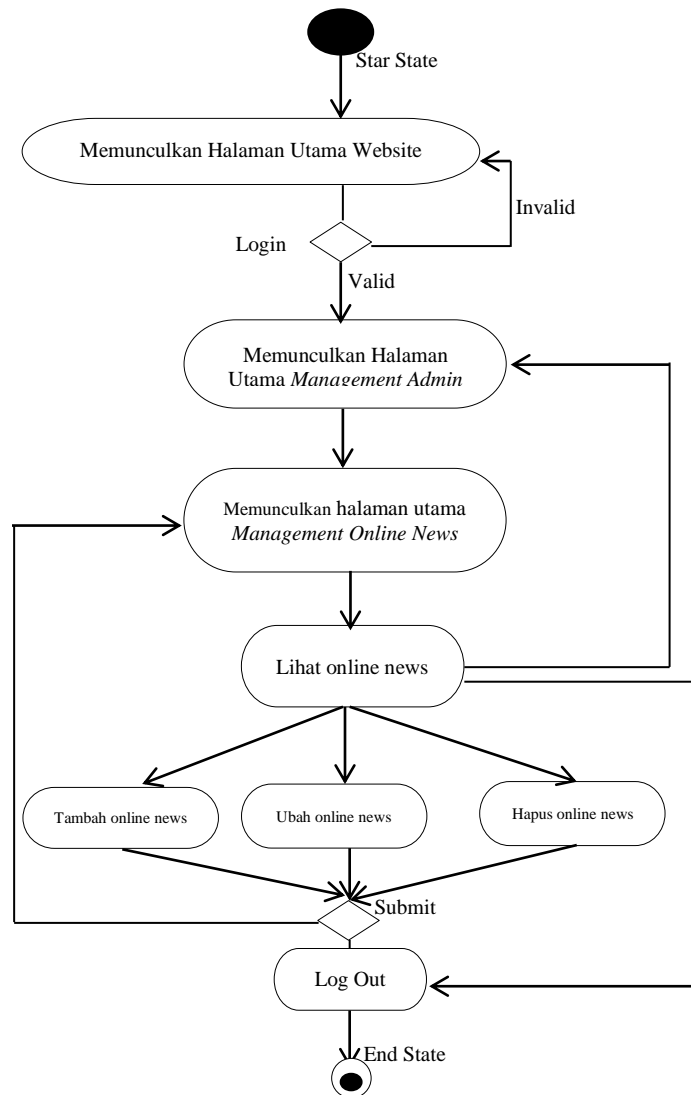 Star State
Memunculkan Halaman Utama Website
Invalid
Login
Valid
Memunculkan Halaman
Utama Management Admin
Memunculkan halaman utama
Management Online News
Lihat online news
Tambah online news
Ubah online news
Hapus online news
Submit
Log Out
End State